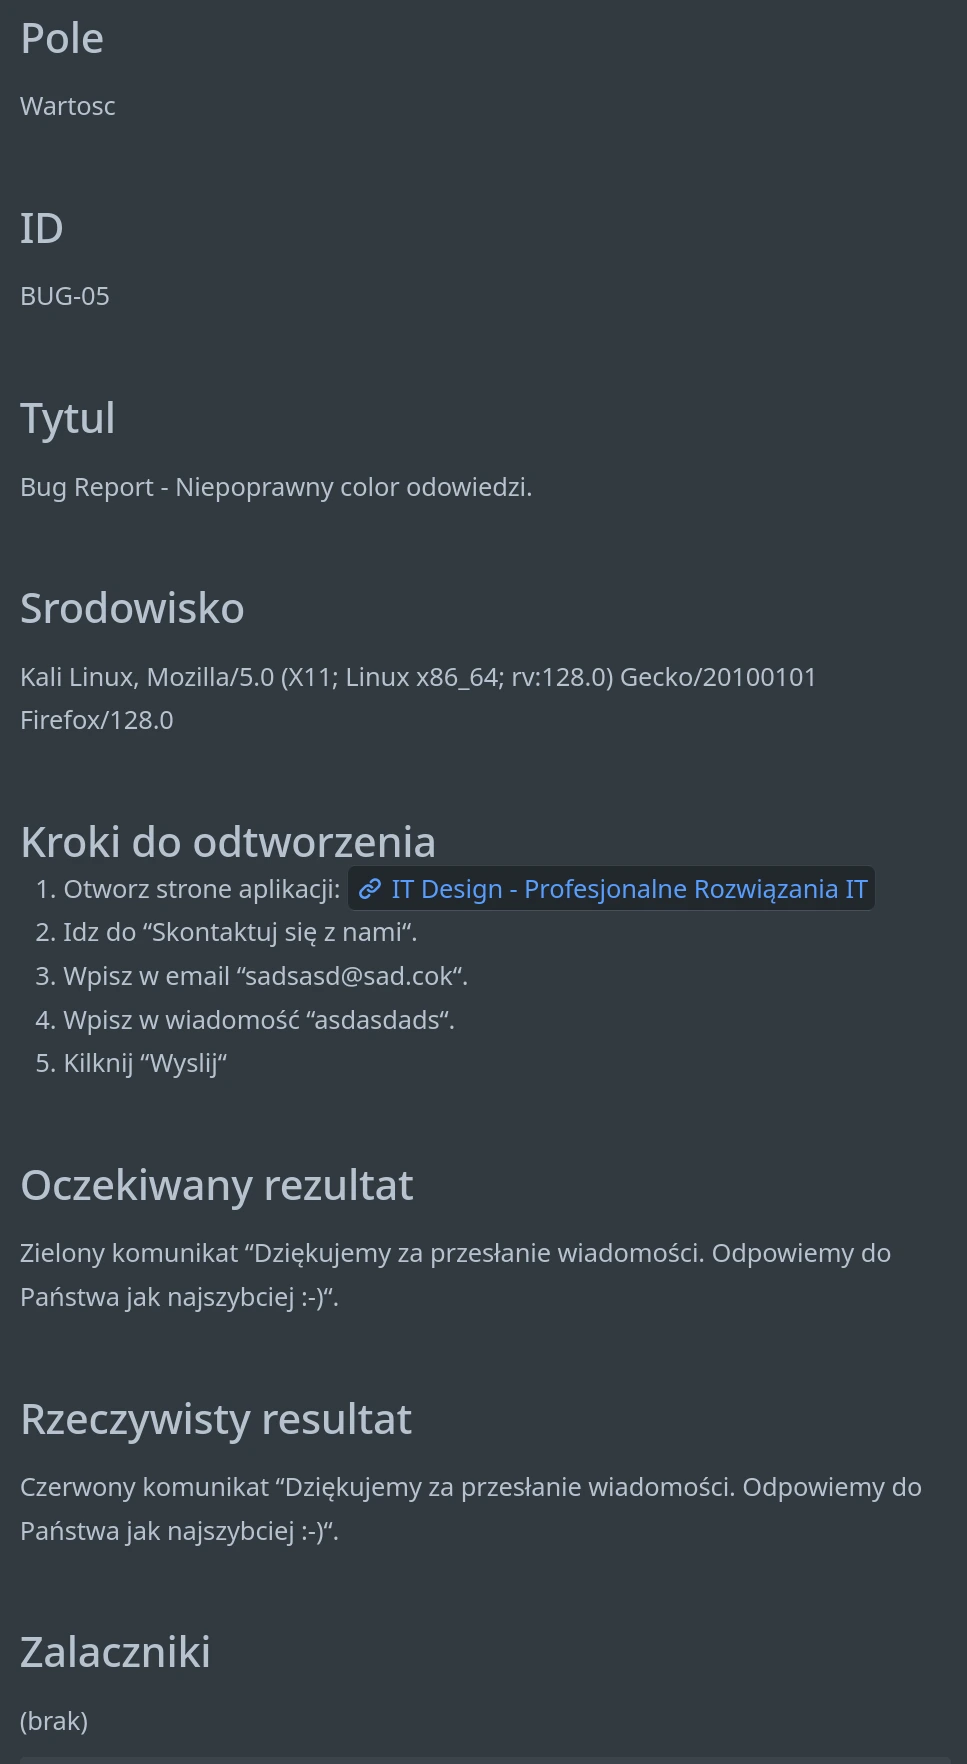 Pole
Wartosc
ID
BUG-05
Tytul
Bug Report - Niepoprawny color odowiedzi.
Srodowisko
Kali Linux, Mozilla/5.0 (X11; Linux x86_64; rv:128.0) Gecko/20100101
Firefox/128.0
Kroki do odtworzenia
1. Otworz strone aplikacji: IT Design - Profesjonalne Rozwiązania IT
2. Idz do “Skontaktuj się z nami“.
3. Wpisz w email “sadsasd@sad.cok“.
4. Wpisz w wiadomość “asdasdads“.
5. Kilknij “Wyslij“
Oczekiwany rezultat
Zielony komunikat “Dziękujemy za przesłanie wiadomości. Odpowiemy do
Państwa jak najszybciej :-)“.
Rzeczywisty resultat
Czerwony komunikat “Dziękujemy za przesłanie wiadomości. Odpowiemy do
Państwa jak najszybciej :-)“.
Zalaczniki
(brak)